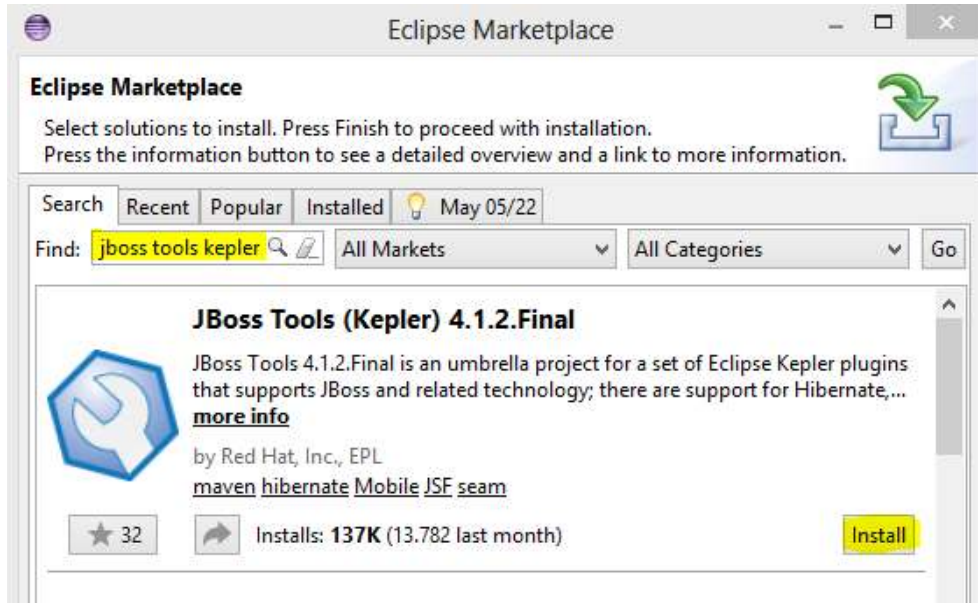 Eclipse Marketplace
Eclipse Marketplace
Select solutions to install. Press Finish to proceed with installation.
Press the information button to see a detailed overview and a link to more information.
Search Recent Popular Installed May 05/22
Find: jboss tools kepler All Markets All Categories Go
JBoss Tools (Kepler) 4.1.2.Final
JBoss Tools 4.1.2.Final is an umbrella project for a set of Eclipse Kepler plugins
that supports JBoss and related technology; there are support for Hibernate,...
more info
by Red Hat, Inc., EPL
maven hibernate Mobile JSF seam
32 Installs: 137K (13.782 last month) Install